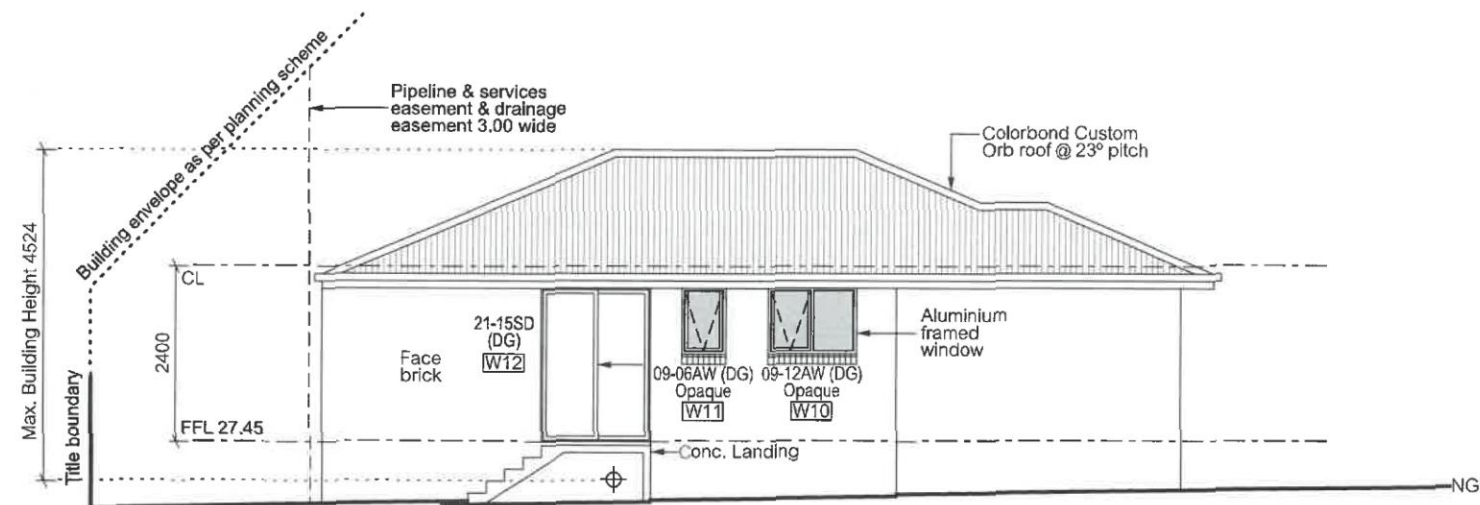 Building envelope as per planning scheme
Pipeline & services
easement & drainage
easement 3.00 wide
Colorbond Custom
Orb roof @ 23º pitch
Max. Building Height 4524
CL
2400
Face
brick
21-15SD
(DG)
W12
09-06AW (DG)
Opaque
W11
09-12AW (DG)
Opaque
W10
Aluminium
framed
window
FFL 27.45
Title boundary
Conc. Landing
NG